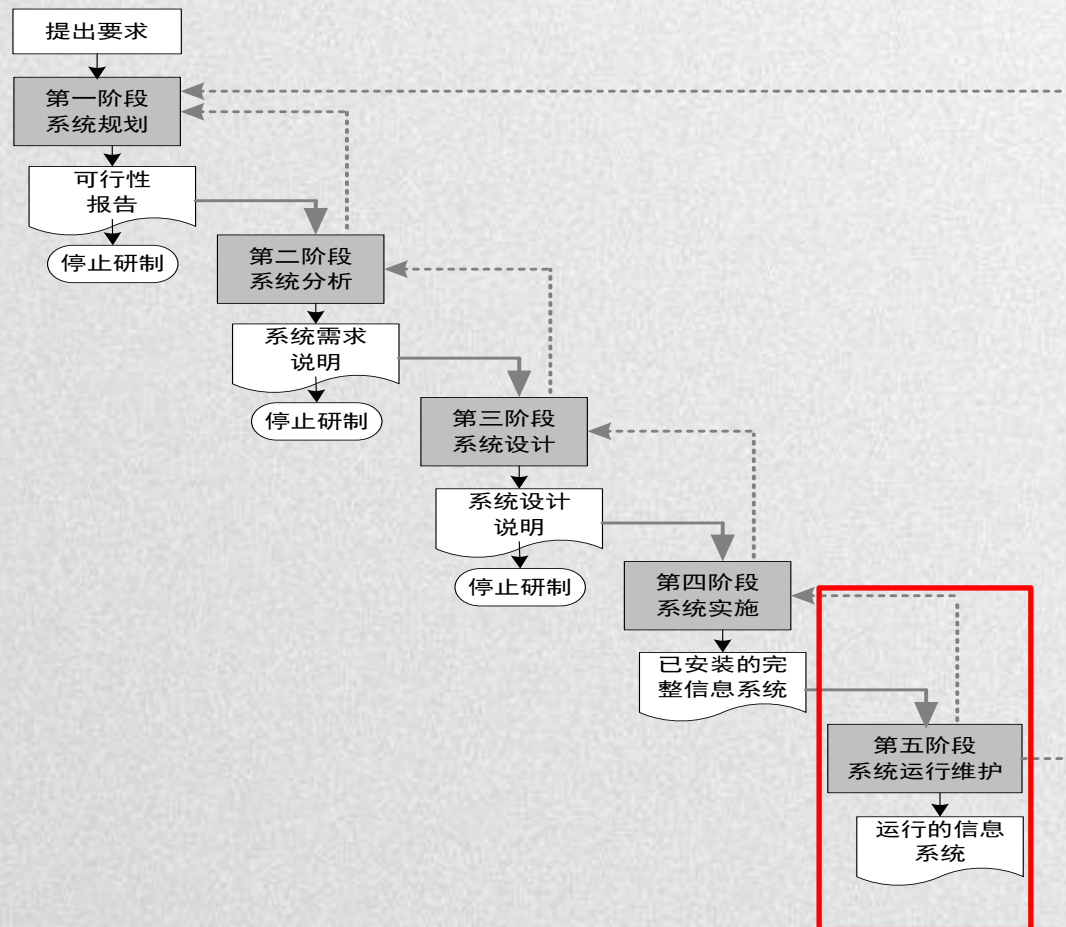 提出要求
第一阶段
系统规划
可行性
报告
停止研制
第二阶段
系统分析
系统需求
说明
停止研制
第三阶段
系统设计
系统设计
说明
停止研制
第四阶段
系统实施
已安装的完
整信息系统
第五阶段
系统运行维护
运行的信息
系统